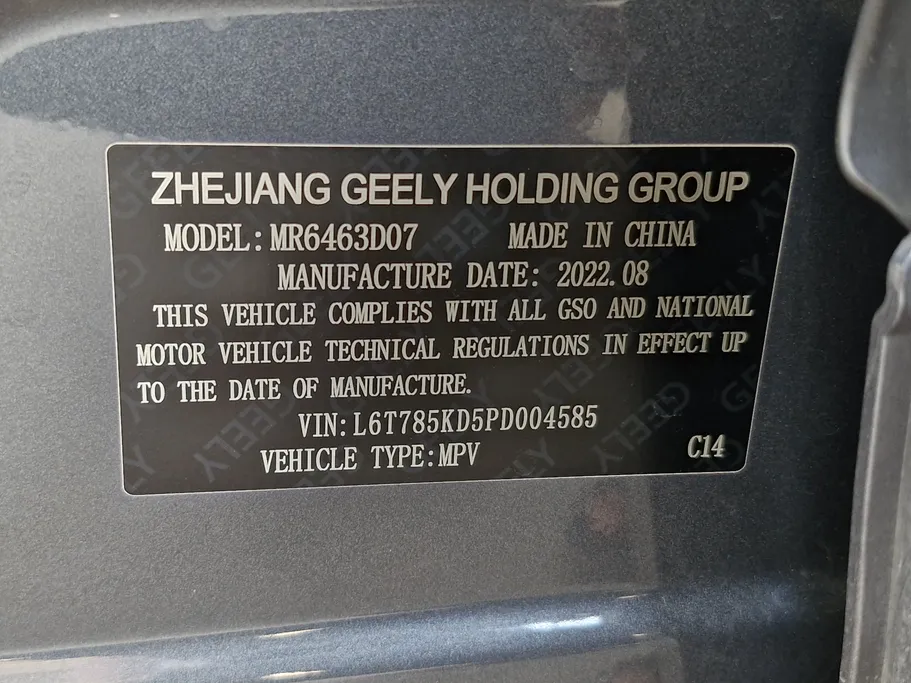 ZHEJIANG GEELY HOLDING GROUP
MODEL: MR6463D07 MADE IN CHINA
MANUFACTURE DATE: 2022.08
THIS VEHICLE COMPLIES WITH ALL GSO AND NATIONAL
MOTOR VEHICLE TECHNICAL REGULATIONS IN EFFECT UP
TO THE DATE OF MANUFACTURE.
VIN: L6T785KD5PD004585
VEHICLE TYPE:MPV C14